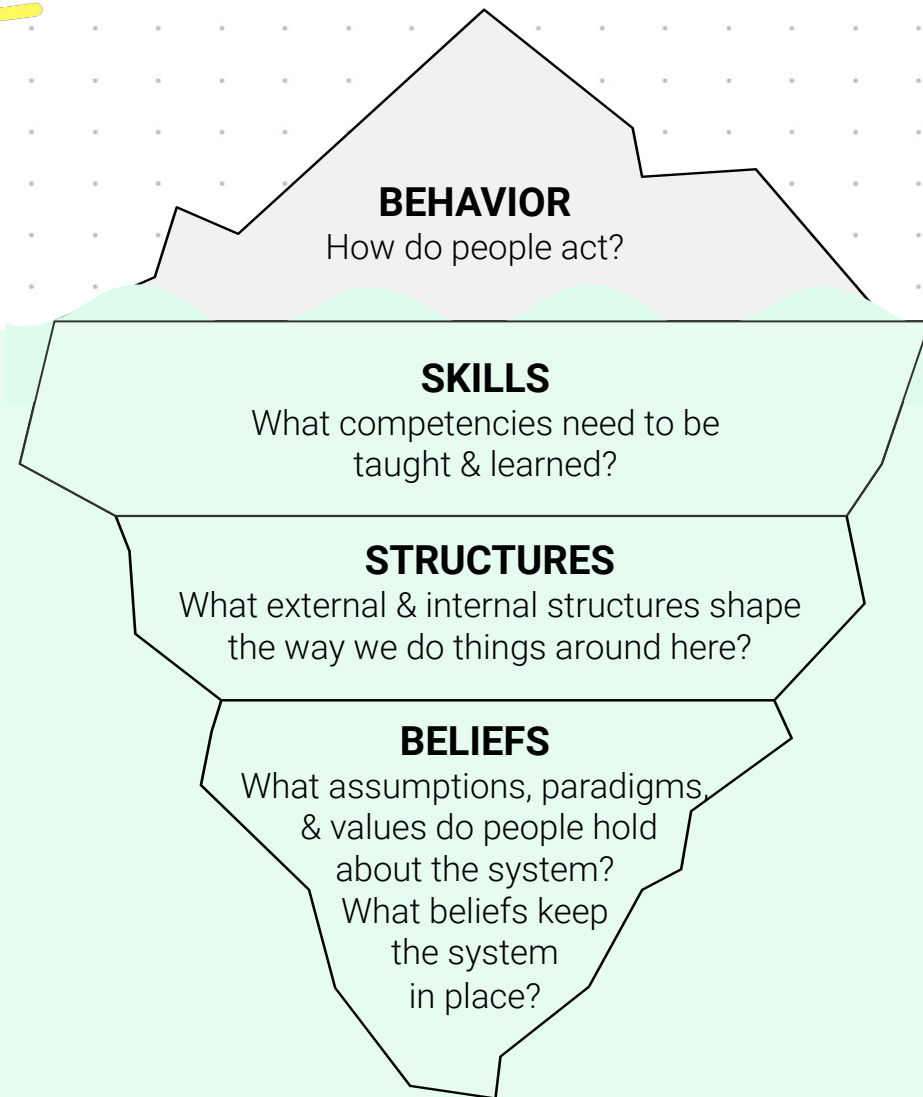 BEHAVIOR
How do people act?
SKILLS
What competencies need to be
taught & learned?
STRUCTURES
What external & internal structures shape
the way we do things around here?
BELIEFS
What assumptions, paradigms,
& values do people hold
about the system?
What beliefs keep
the system
in place?